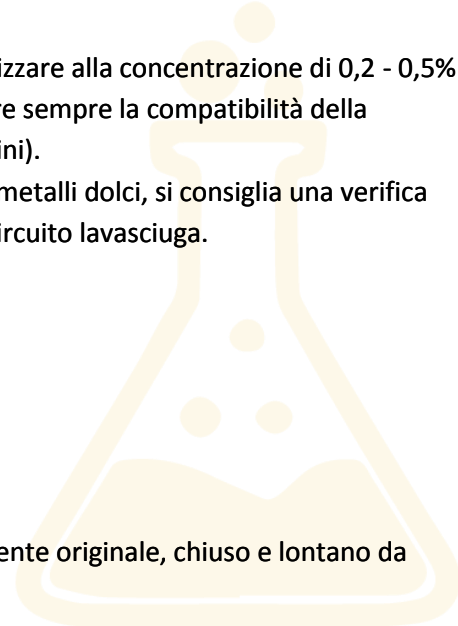 izzare alla concentrazione di 0,2 - 0,5%
re sempre la compatibilità della
ini).
metalli dolci, si consiglia una verifica
ircuito lavasciuga.
ente originale, chiuso e lontano da